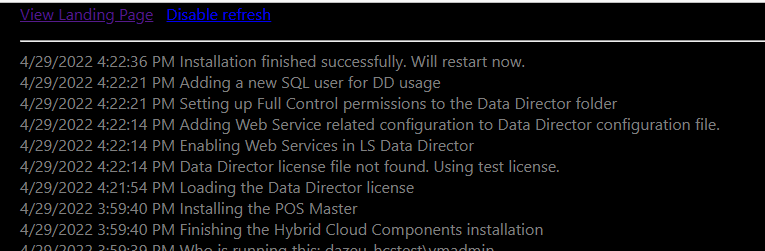 View Landing Page Disable refresh
4/29/2022 4:22:36 PM Installation finished successfully. Will restart now.
4/29/2022 4:22:21 PM Adding a new SQL user for DD usage
4/29/2022 4:22:21 PM Setting up Full Control permissions to the Data Director folder
4/29/2022 4:22:14 PM Adding Web Service related configuration to Data Director configuration file.
4/29/2022 4:22:14 PM Enabling Web Services in LS Data Director
4/29/2022 4:22:14 PM Data Director license file not found. Using test license.
4/29/2022 4:21:54 PM Loading the Data Director license
4/29/2022 3:59:40 PM Installing the POS Master
4/29/2022 3:59:40 PM Finishing the Hybrid Cloud Components installation
4/29/2022 3:59:39 PM Who is running this: dazeu-hcstest\vmadmin